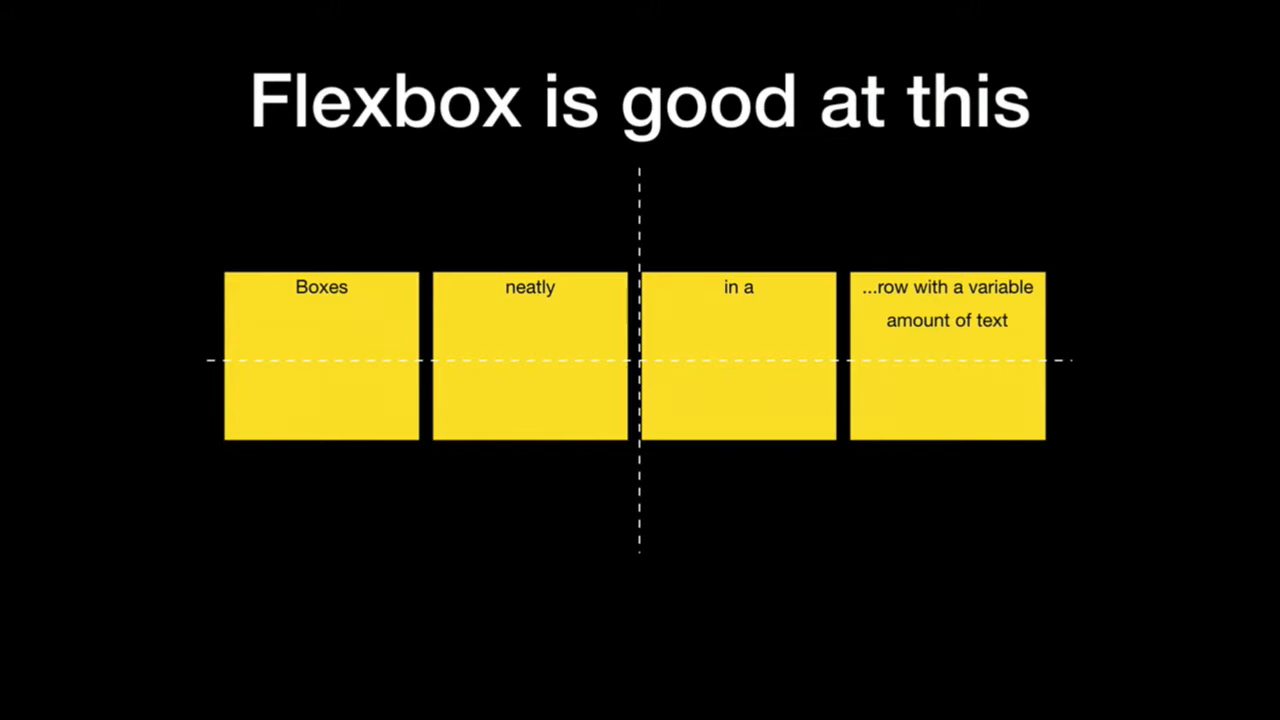 Flexbox is good at this
Boxes
neatly
in a
...row with a variable
amount of text